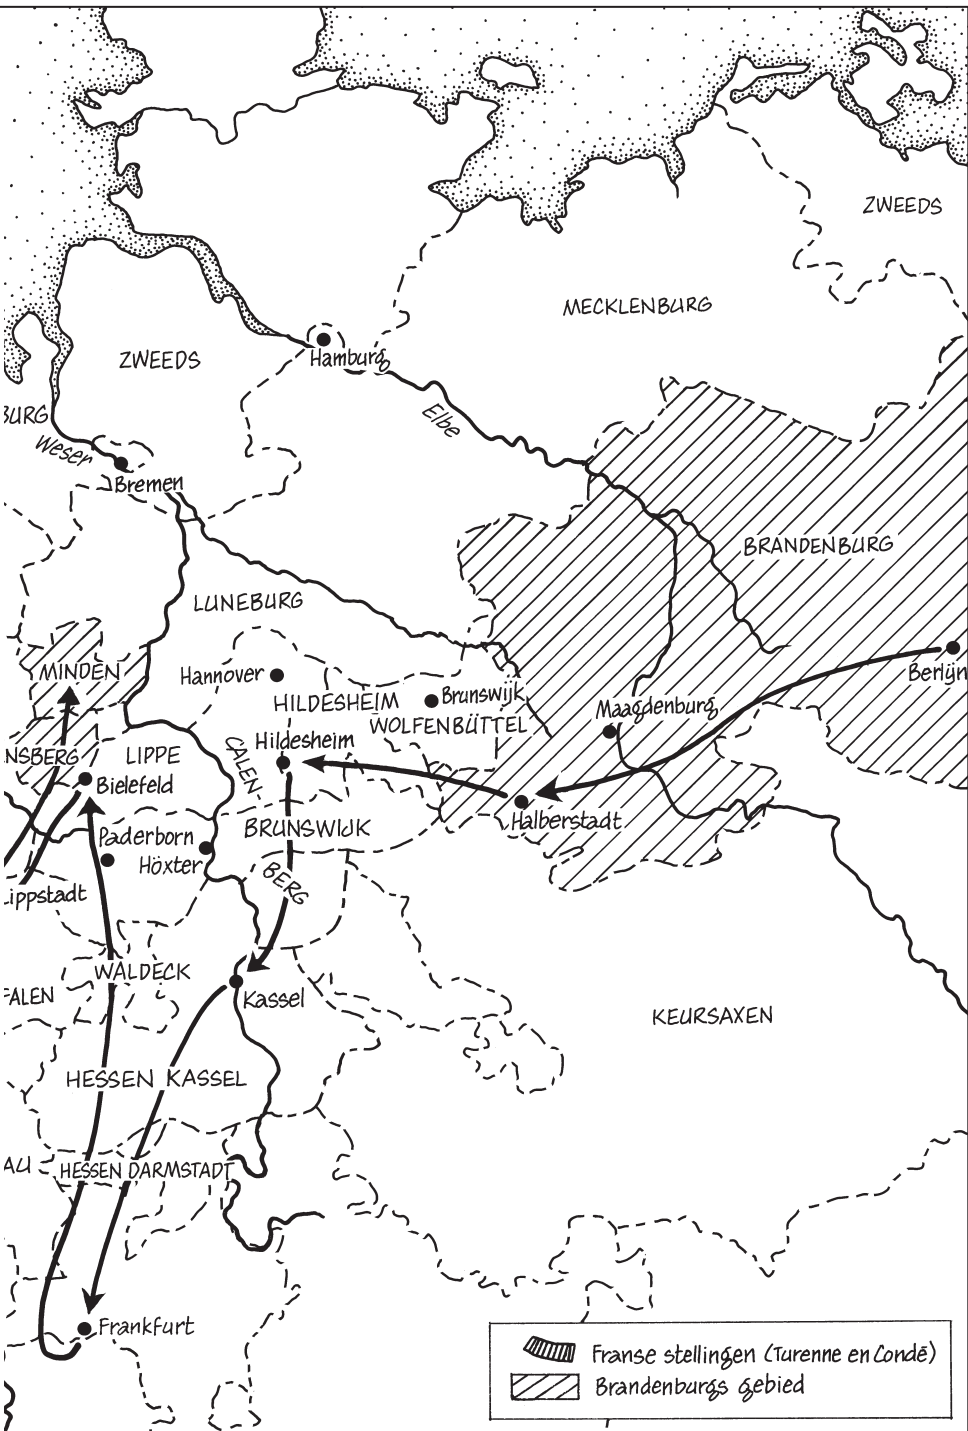 ZWEEDS
MECKLENBURG
Hamburg
ZWEEDS
BURG
Elbe
Weser
Bremen
BRANDENBURG
LUNEBURG
Berlijn
MINDEN
Hannover
Brunswijk
HILDESHEIM
Maagdenburg
WOLFENBÜTTEL
Hildesheim
NSBERG
LIPPE
CALEN
Bielefeld
Halberstadt
BRUNSWIJK
Paderborn
Höxter
BERG
Lippstadt
WALDECK
FALEN
Kassel
KEURSAXEN
HESSEN KASSEL
AU
HESSEN DARMSTADT
Frankfurt
Franse stellingen (Turenne en Condé)
Brandenburgs gebied